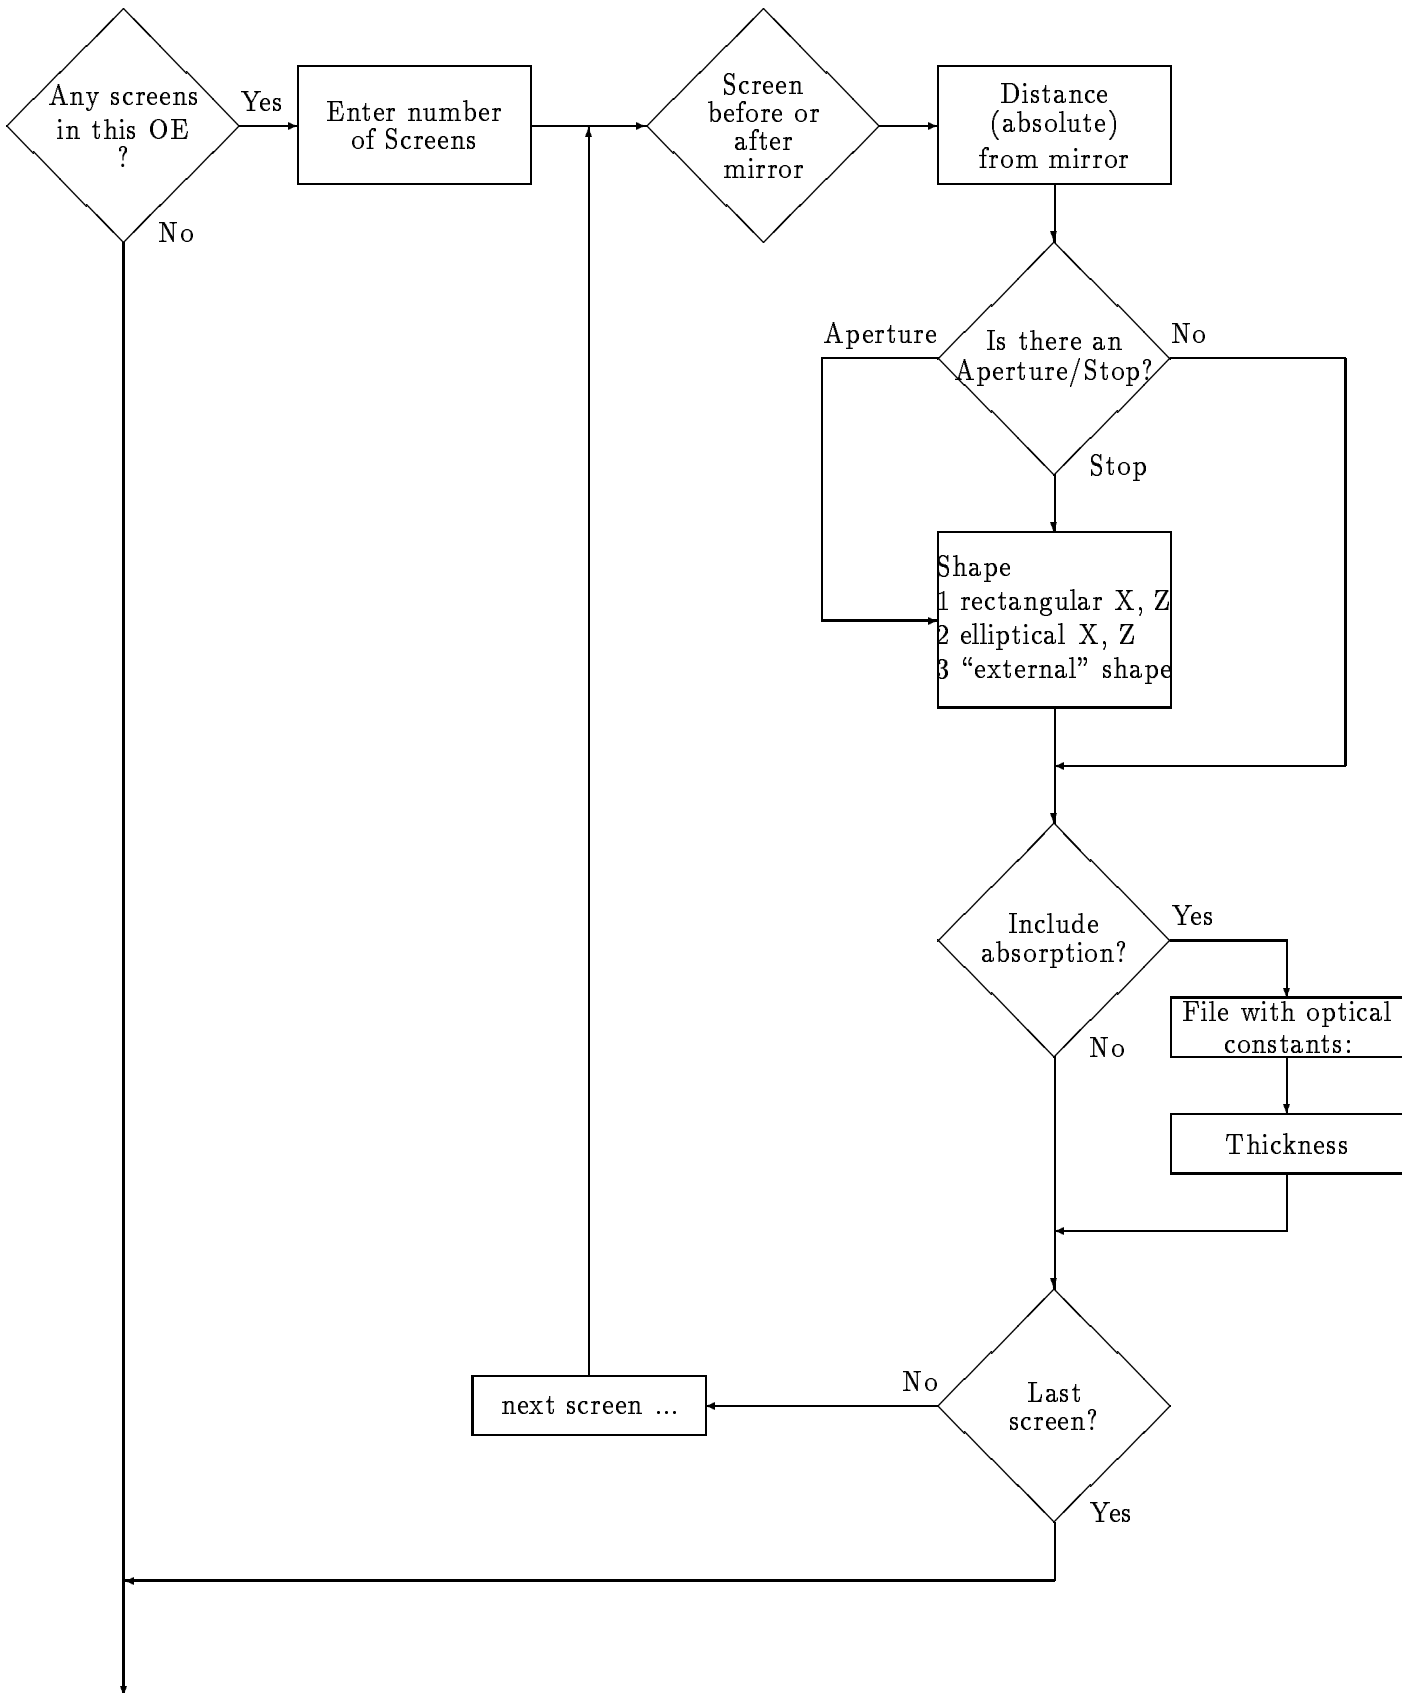 Any screens
in this OE
?
Yes
No
Enter number
of Screens
Screen
before or
after
mirror
Distance
(absolute)
from mirror
Is there an
Aperture/Stop?
Aperture
No
Stop
Shape
1 rectangular X, Z
2 elliptical X, Z
3 “external” shape
Include
absorption?
Yes
No
File with optical
constants:
Thickness
Last
screen?
No
next screen ...
Yes